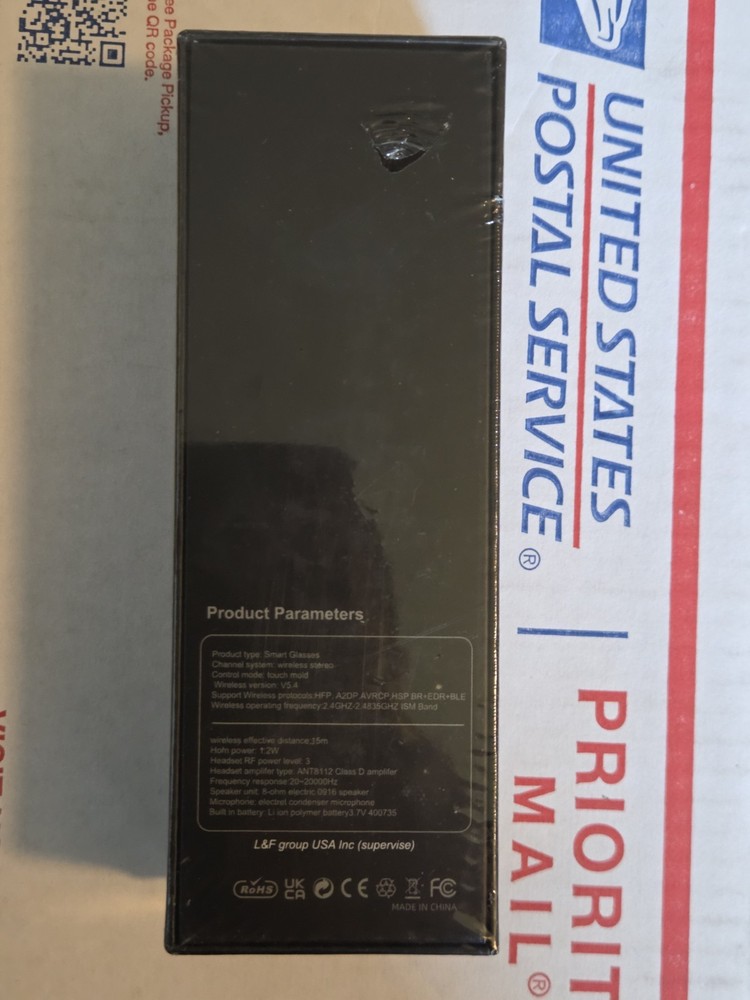 ee Package Pickup,
e QR code.
UNITED STATES
POSTAL SERVICE®
PRIORIT
MAIL®
Product Parameters
Product type: Smart Glasses
Channel system: wireless stereo
Control mode: touch mold
Wireless version: V5.4
Support Wireless protocols:HFP, A2DP,AVRCP,HSP,BR+EDR+BLE
Wireless operating frequency:2.4GHZ-2.4835GHZ ISM Band
wireless effective distance:15m
Horn power: 1.2W
Headset RF power level: 3
Headset amplifier type: ANT8112 Class D amplifer
Frequency response:20~20000Hz
Speaker unit: 8-ohm electric 0916 speaker
Microphone: electret condenser microphone
Built in battery: Li-ion polymer battery3.7V 400735
L&F group USA Inc (supervise)
RoHS UK CA CE FC
MADE IN CHINA